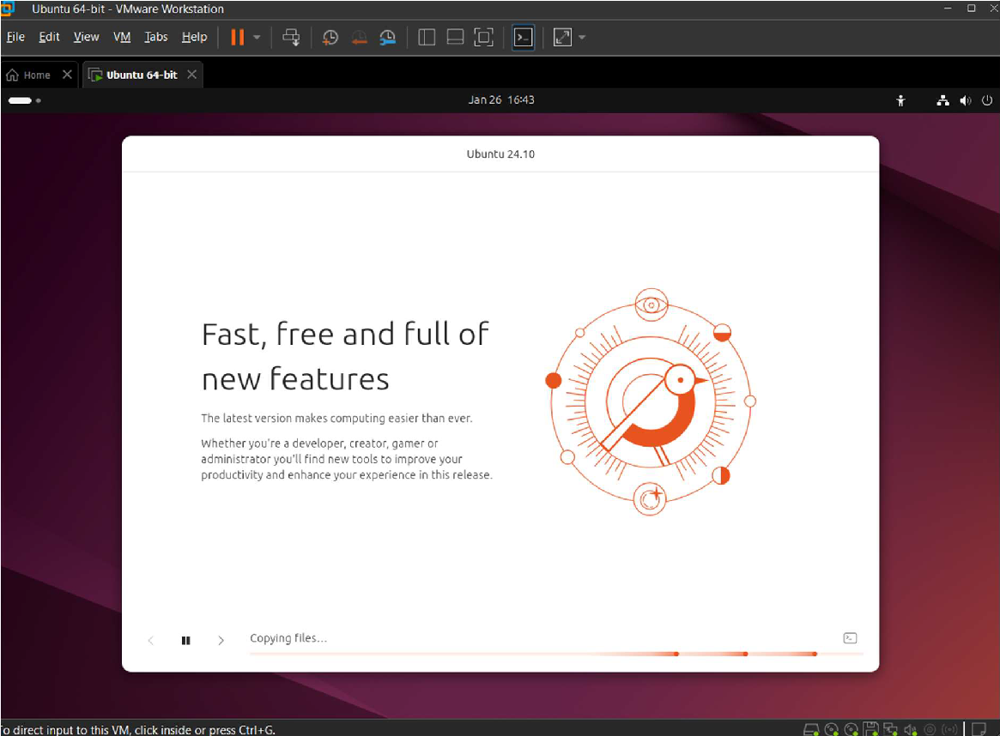 Ubuntu 64-bit - VMware Workstation
File Edit View VM Tabs Help
Home Ubuntu 64-bit
Jan 26 16:43
Ubuntu 24.10
Fast, free and full of
new features
The latest version makes computing easier than ever.
Whether you're a developer, creator, gamer or
administrator you'll find new tools to improve your
productivity and enhance your experience in this release.
Copying files...
To direct input to this VM, click inside or press Ctrl+G.